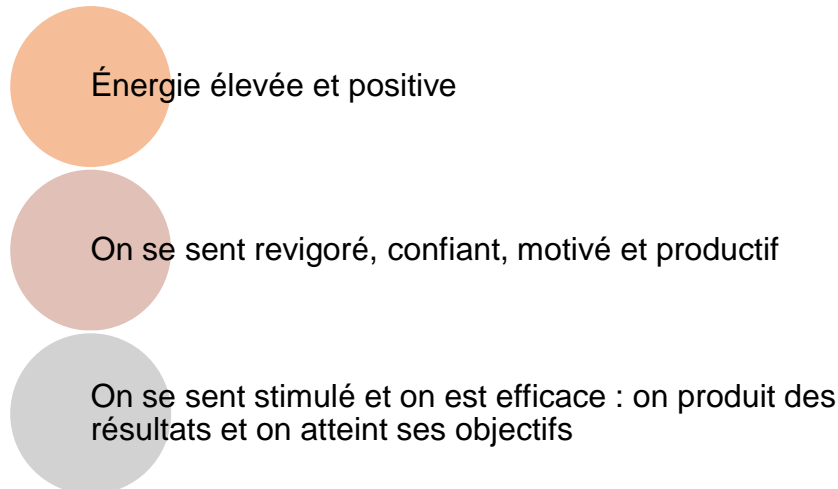 Énergie élevée et positive
On se sent revigoré, confiant, motivé et productif
On se sent stimulé et on est efficace : on produit des
résultats et on atteint ses objectifs